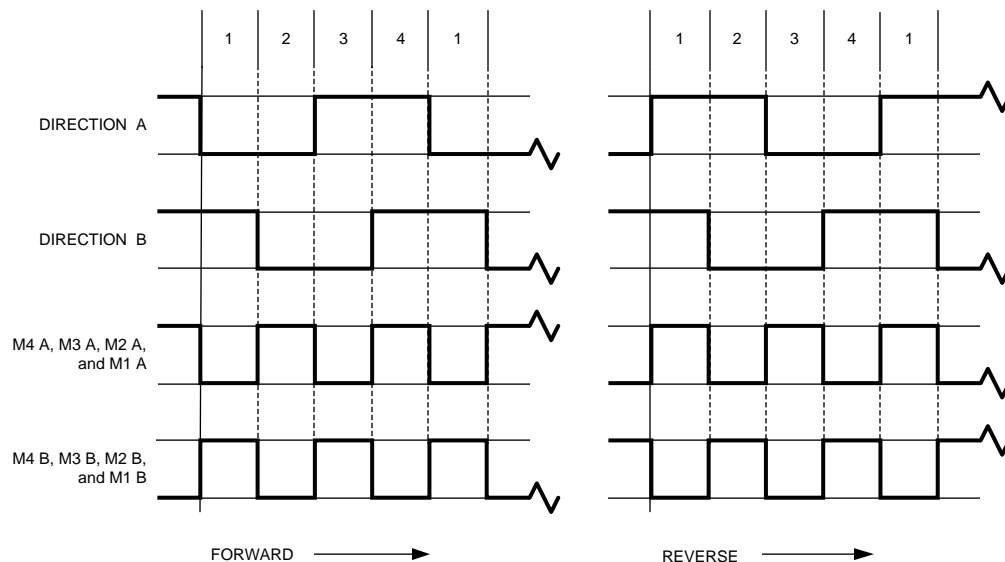 1 2 3 4 1 1 2 3 4 1
DIRECTION A
DIRECTION B
M4 A, M3 A, M2 A,
and M1 A
M4 B, M3 B, M2 B,
and M1 B
FORWARD REVERSE